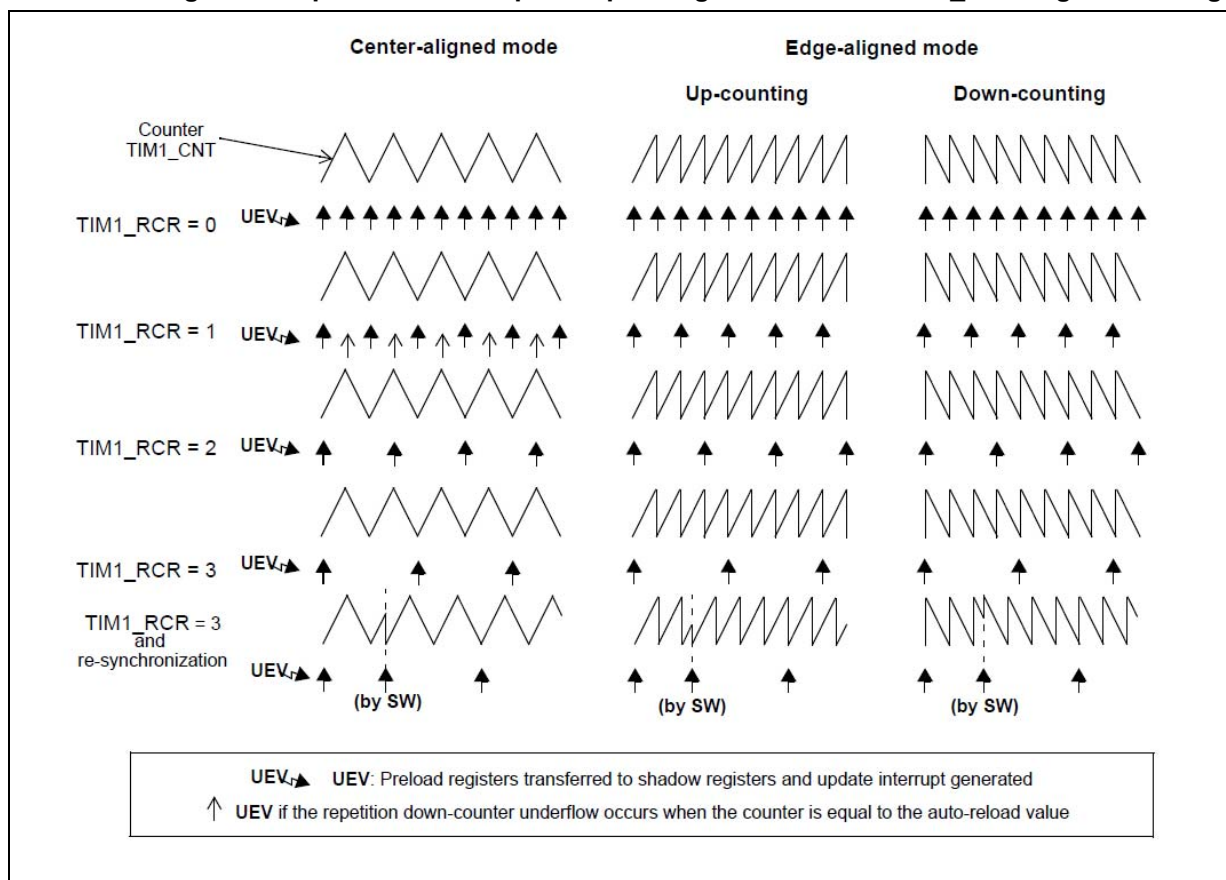 Center-aligned mode
Edge-aligned mode
Up-counting
Down-counting
Counter
TIM1_CNT
TIM1_RCR = 0
UEV
TIM1_RCR = 1
UEV
TIM1_RCR = 2
UEV
TIM1_RCR = 3
UEV
TIM1_RCR = 3
and
re-synchronization
UEV
(by SW)
(by SW)
(by SW)
UEV UEV: Preload registers transferred to shadow registers and update interrupt generated
UEV if the repetition down-counter underflow occurs when the counter is equal to the auto-reload value